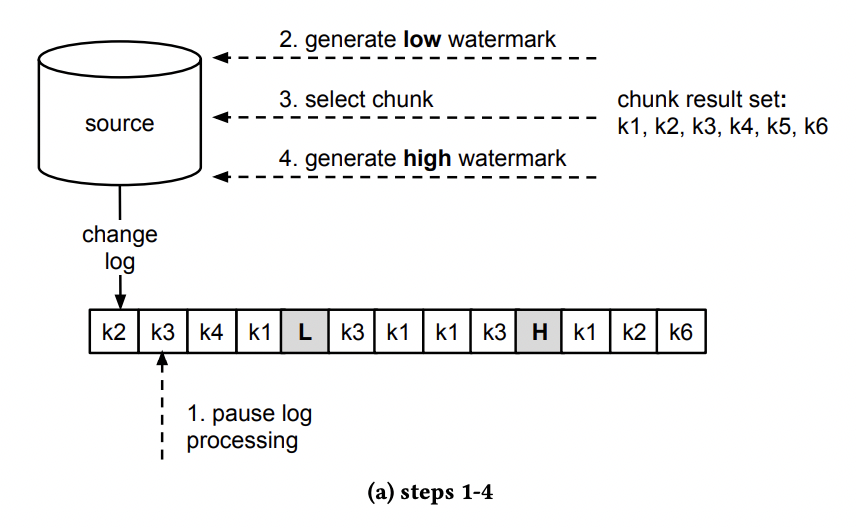 2. generate low watermark
source
3. select chunk
chunk result set:
k1, k2, k3, k4, k5, k6
4. generate high watermark
change
log
k2 k3 k4 k1 L k3 k1 k1 k3 H k1 k2 k6
1. pause log
processing
(a) steps 1-4